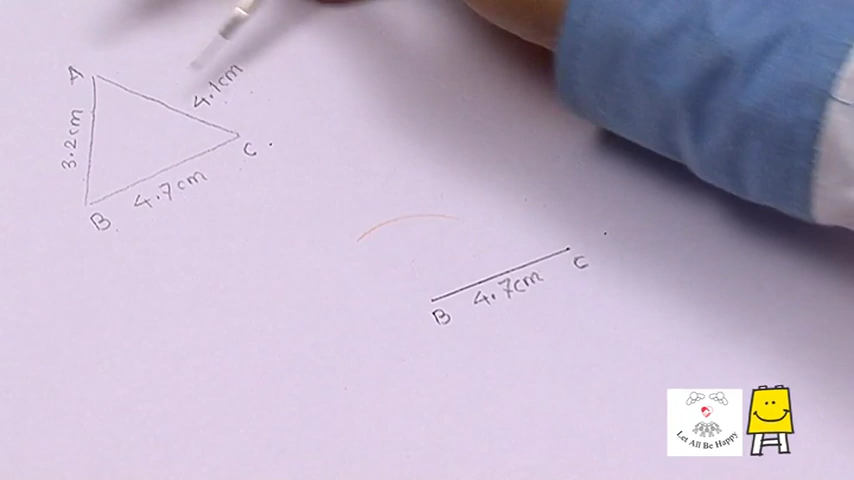 A
4.1cm
3.2cm
C
4.7cm
B
C
4.7cm
B
Let All Be Happy